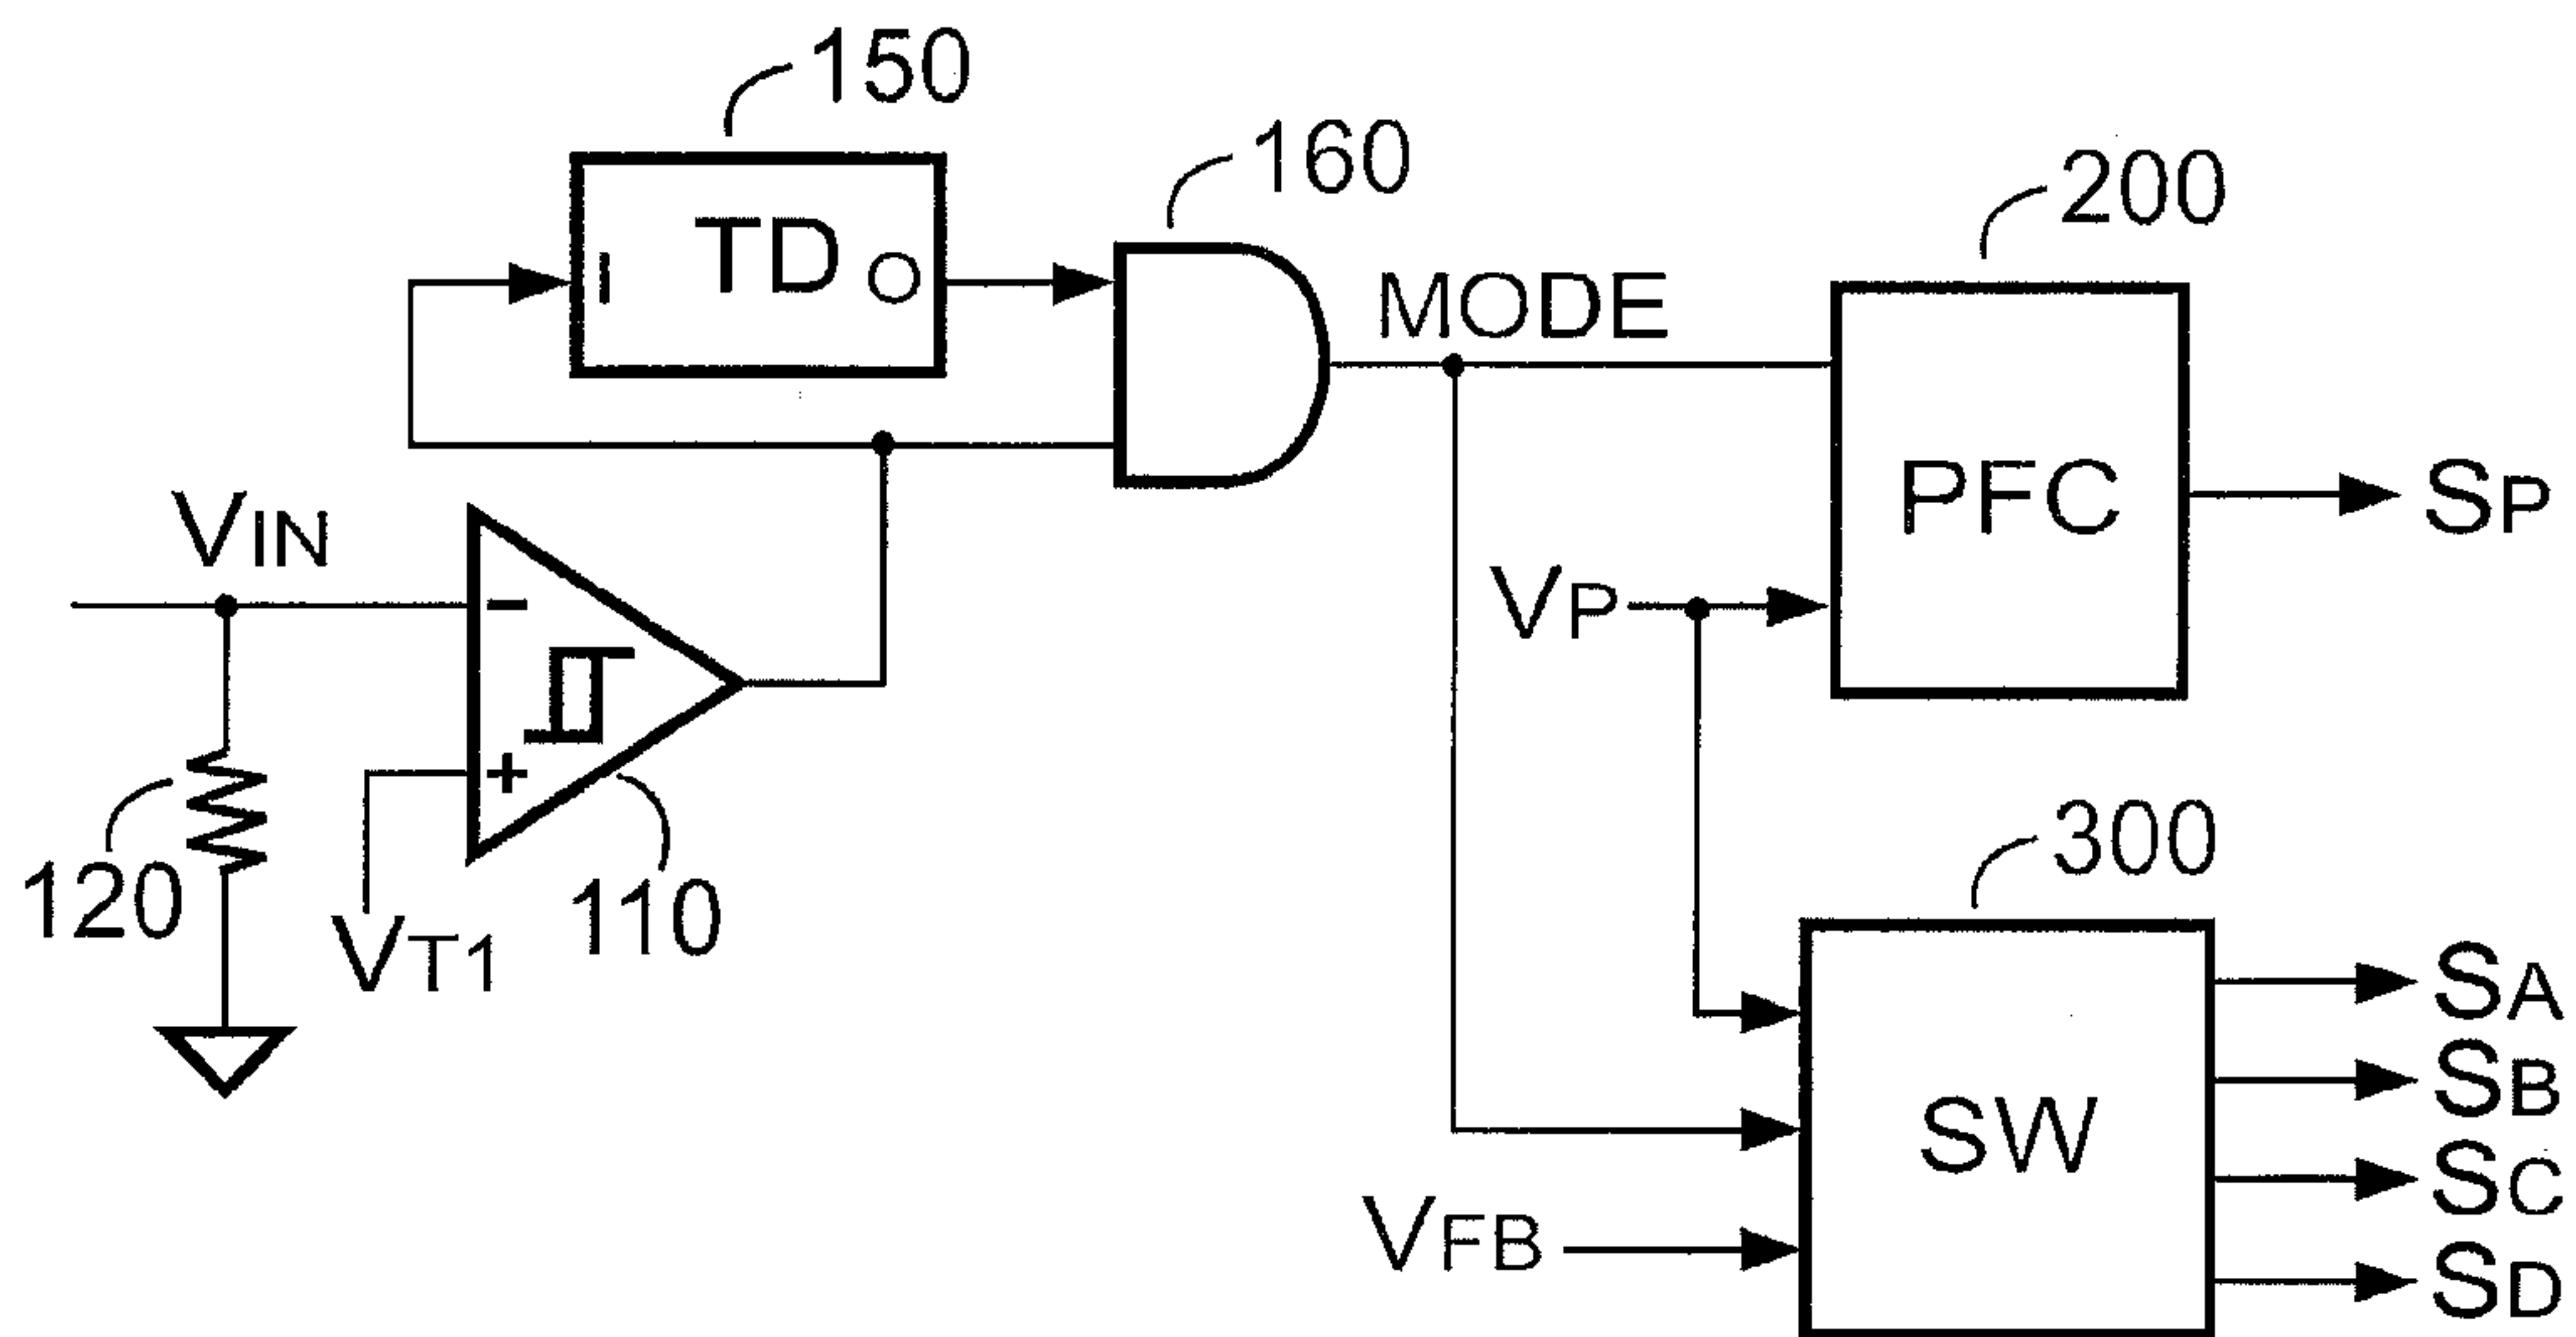 150
160
200
I TD O
MODE
VIN
PFC
SP
VP
-
+
120
VT1
110
300
SA
SB
SW
SC
VFB
SD